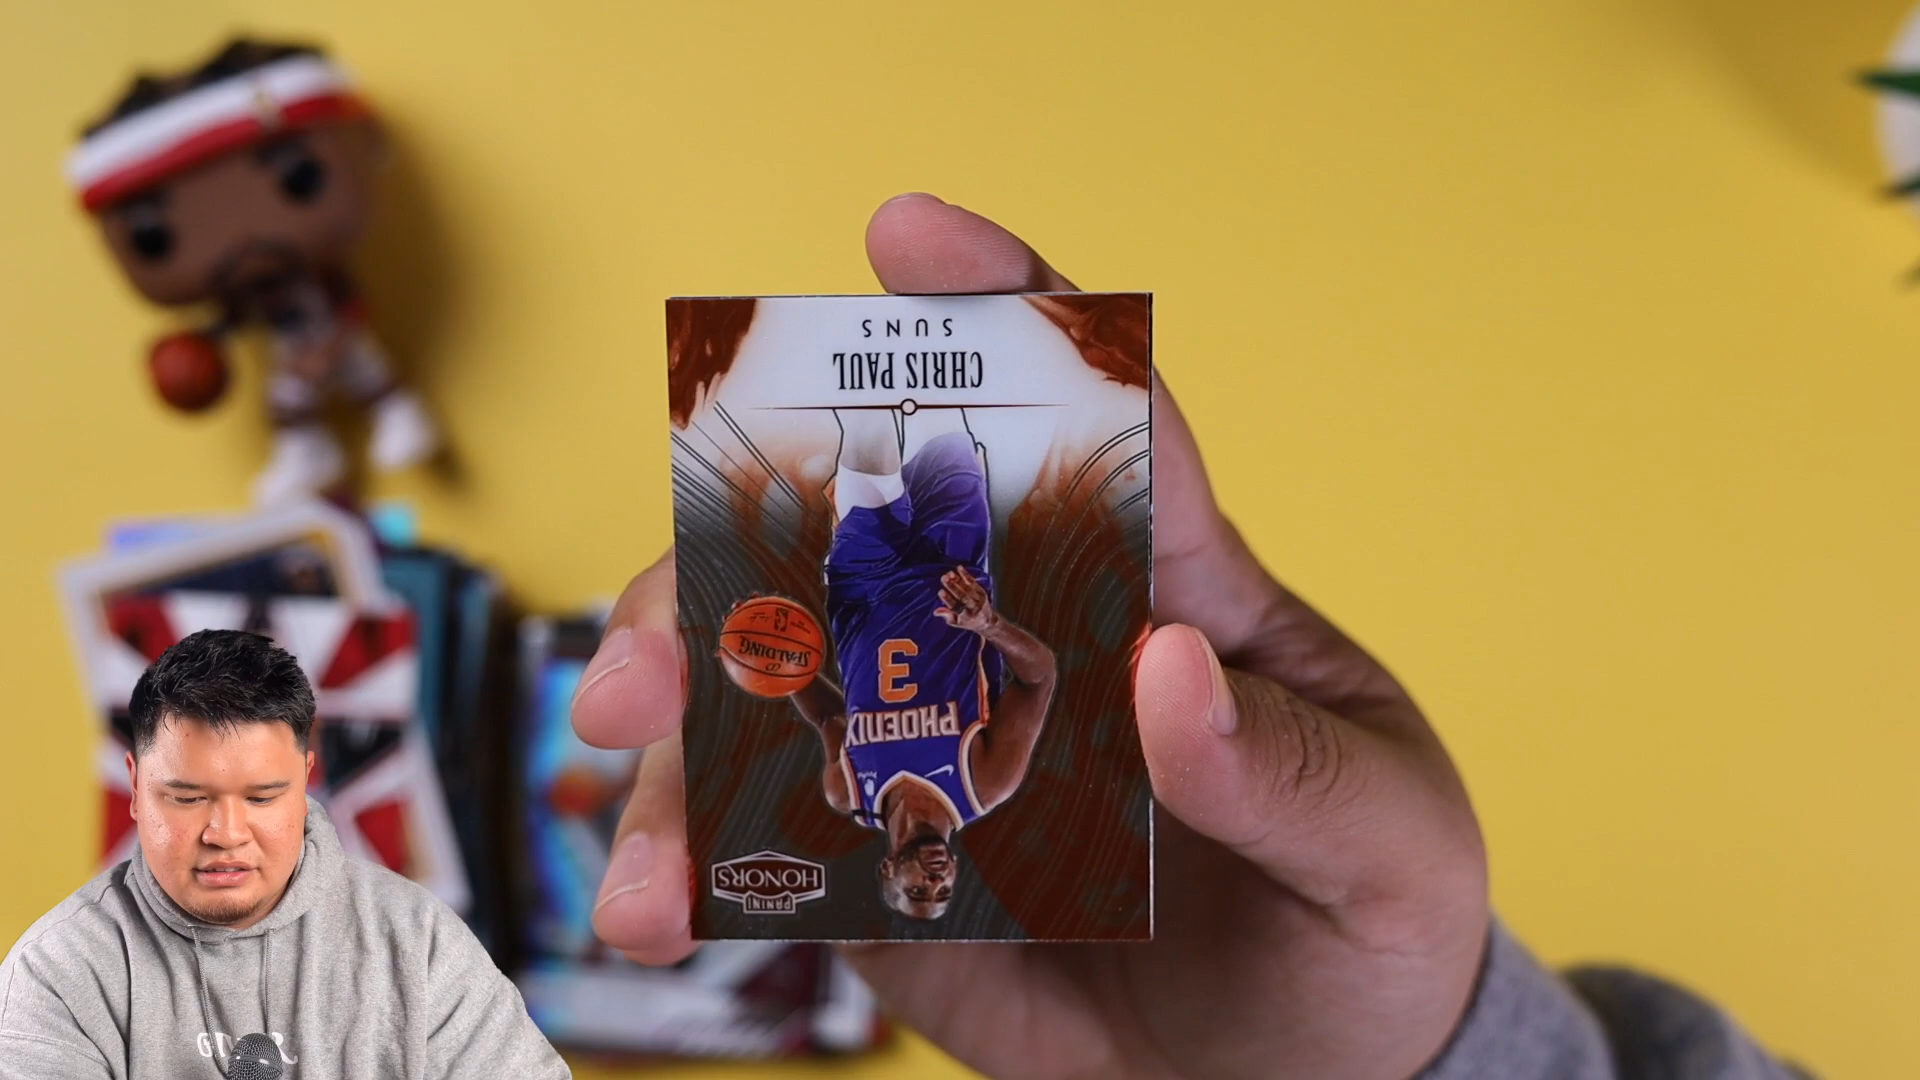 CHRIS PAUL
SUNS
SPALDING
3
PHOENIX
PANINI
HONORS